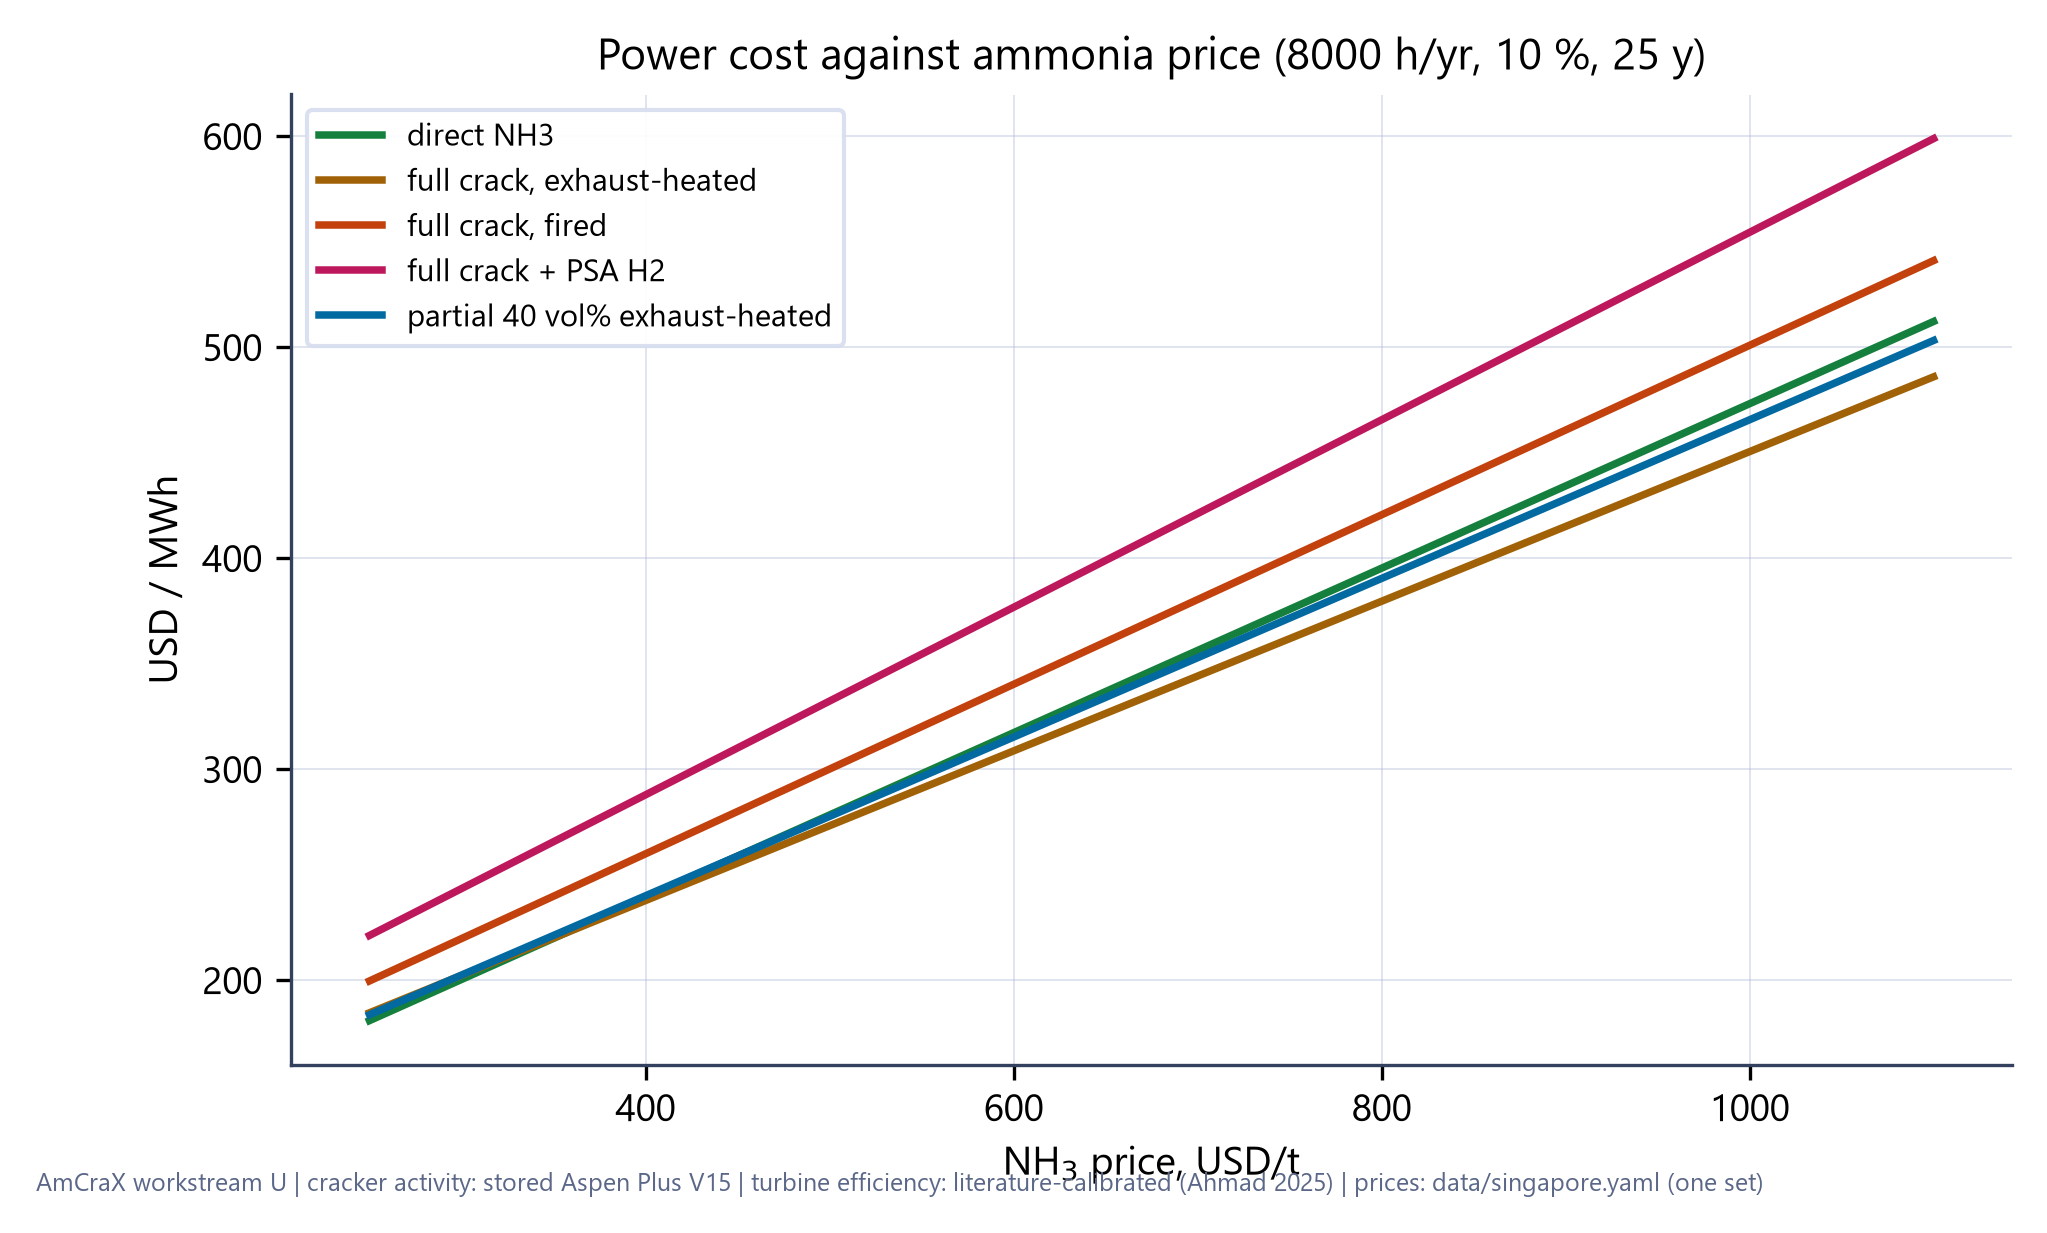 Power cost against ammonia price (8000 h/yr, 10 %, 25 y)
direct NH3
full crack, exhaust-heated
full crack, fired
full crack + PSA H2
partial 40 vol% exhaust-heated
600
500
400
300
200
USD / MWh
400
600
800
1000
NH₃ price, USD/t
AmCraX workstream U | cracker activity: stored Aspen Plus V15 | turbine efficiency: literature-calibrated (Ahmad 2025) | prices: data/singapore.yaml (one set)